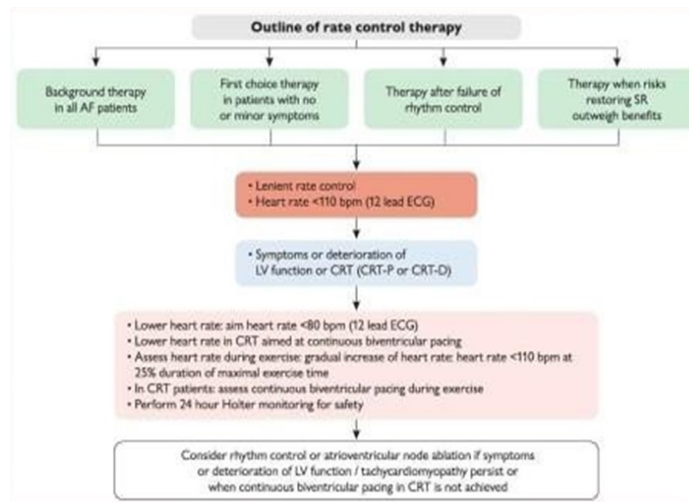 Outline of rate control therapy
Background therapy
in all AF patients
First choice therapy
in patients with no
or minor symptoms
Therapy after failure of
rhythm control
Therapy when risks
restoring SR
outweigh benefits
• Lenient rate control
• Heart rate <110 bpm (12 lead ECG)
• Symptoms or deterioration of
LV function or CRT (CRT-P or CRT-D)
• Lower heart rate: aim heart rate <80 bpm (12 lead ECG)
• Lower heart rate in CRT aimed at continuous biventricular pacing
• Assess heart rate during exercise: gradual increase of heart rate: heart rate <110 bpm at
25% duration of maximal exercise time
• In CRT patients: assess continuous biventricular pacing during exercise
• Perform 24 hour Holter monitoring for safety
Consider rhythm control or atrioventricular node ablation if symptoms
or deterioration of LV function / tachycardiomyopathy persist or
when continuous biventricular pacing in CRT is not achieved